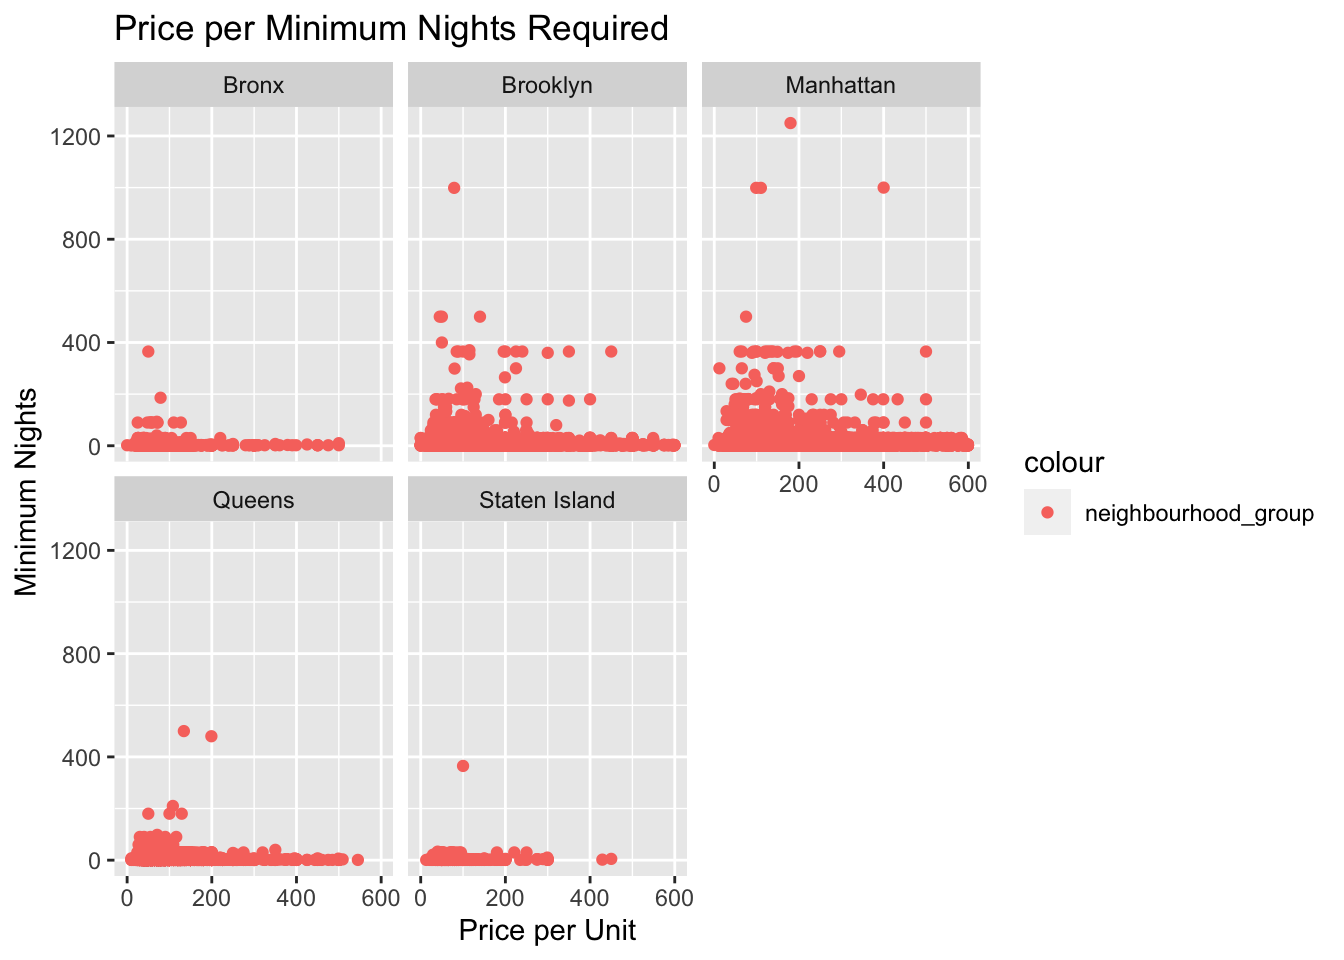 Price per Minimum Nights Required
Bronx
Brooklyn
Manhattan
1200
800
400
0
0
200
400
600
Queens
Staten Island
1200
800
400
0
0
200
400
600
0
200
400
600
Price per Unit
Minimum Nights
colour
neighbourhood_group